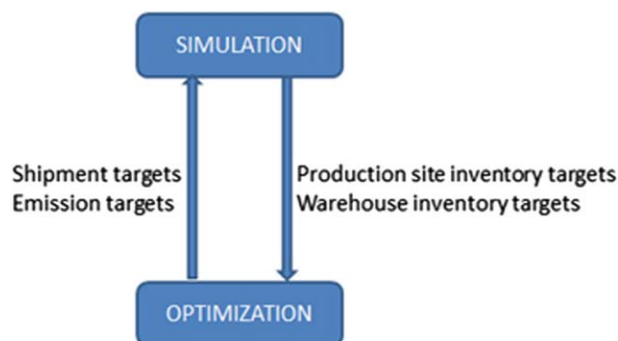 SIMULATION
Shipment targets
Emission targets
Production site inventory targets
Warehouse inventory targets
OPTIMIZATION